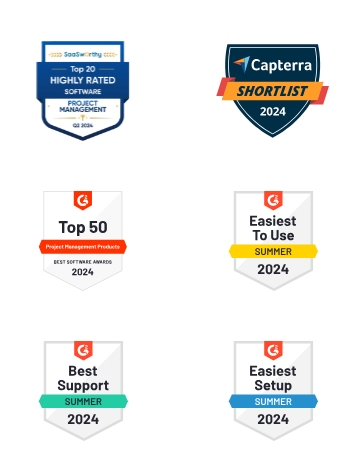 SaaSworthy
Top 20
HIGHLY RATED
SOFTWARE
PROJECT
MANAGEMENT
Q2 2024
Capterra
SHORTLIST
2024
Top 50
Project Management Products
BEST SOFTWARE AWARDS
2024
Easiest
To Use
SUMMER
2024
Best
Support
SUMMER
2024
Easiest
Setup
SUMMER
2024